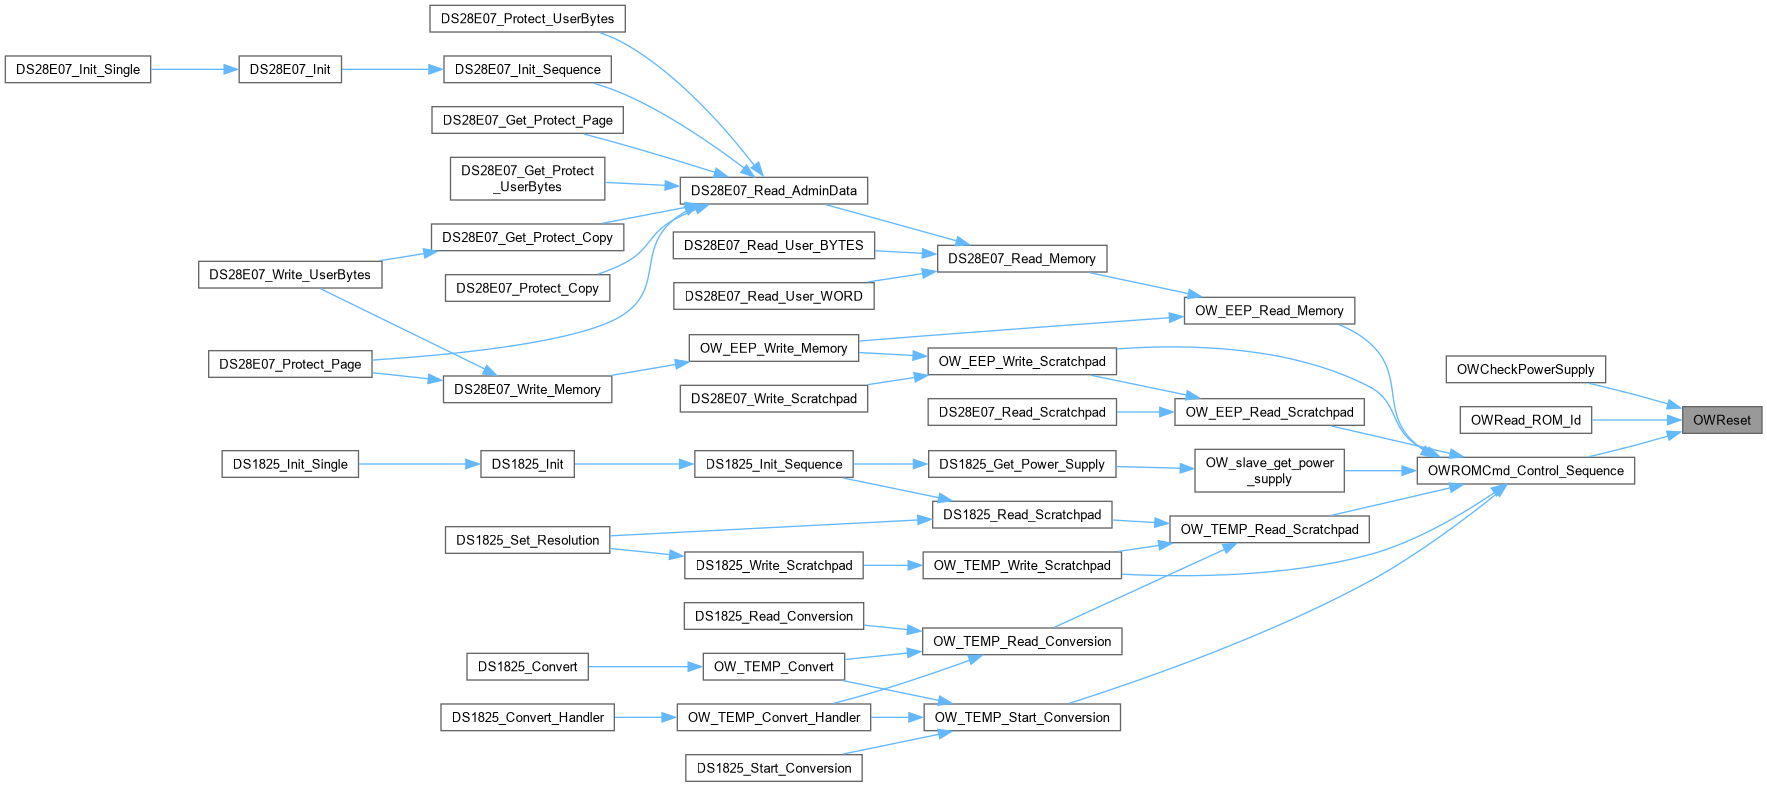 DS28E07_Protect_UserBytes
DS28E07_Init_Single
DS28E07_Init
DS28E07_Init_Sequence
DS28E07_Get_Protect_Page
DS28E07_Get_Protect
_UserBytes
DS28E07_Read_AdminData
DS28E07_Get_Protect_Copy
DS28E07_Read_User_BYTES
DS28E07_Read_Memory
DS28E07_Write_UserBytes
DS28E07_Protect_Copy
DS28E07_Read_User_WORD
OW_EEP_Read_Memory
OW_EEP_Write_Memory
DS28E07_Protect_Page
OW_EEP_Write_Scratchpad
OWCheckPowerSupply
DS28E07_Write_Memory
DS28E07_Write_Scratchpad
DS28E07_Read_Scratchpad
OW_EEP_Read_Scratchpad
OWRead_ROM_Id
OWReset
DS1825_Init_Single
DS1825_Init
DS1825_Init_Sequence
DS1825_Get_Power_Supply
OW_slave_get_power
_supply
OWROMCmd_Control_Sequence
DS1825_Read_Scratchpad
OW_TEMP_Read_Scratchpad
DS1825_Set_Resolution
DS1825_Write_Scratchpad
OW_TEMP_Write_Scratchpad
DS1825_Read_Conversion
OW_TEMP_Read_Conversion
DS1825_Convert
OW_TEMP_Convert
DS1825_Convert_Handler
OW_TEMP_Convert_Handler
OW_TEMP_Start_Conversion
DS1825_Start_Conversion